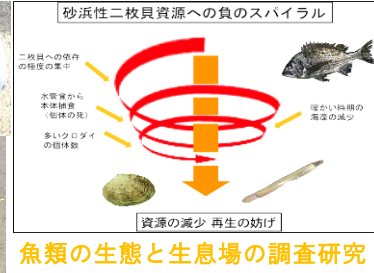 砂浜性二枚貝資源への負のスパイラル
二枚貝への依存
の極度の集中
水管食から
本体捕食
(個体の死)
多いクロダイ
の個体数
暖かい時期の
海藻の減少
資源の減少 再生の妨げ
魚類の生態と生息場の調査研究